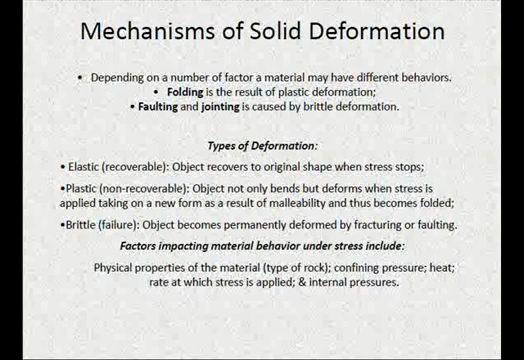 Mechanisms of Solid Deformation
• Depending on a number of factor a material may have different behaviors.
• Folding is the result of plastic deformation;
• Faulting and jointing is caused by brittle deformation.
Types of Deformation:
• Elastic (recoverable): Object recovers to original shape when stress stops;
•Plastic (non-recoverable): Object not only bends but deforms when stress is
applied taking on a new form as a result of malleability and thus becomes folded;
•Brittle (failure): Object becomes permanently deformed by fracturing or faulting.
Factors impacting material behavior under stress include:
Physical properties of the material (type of rock); confining pressure; heat;
rate at which stress is applied; & internal pressures.